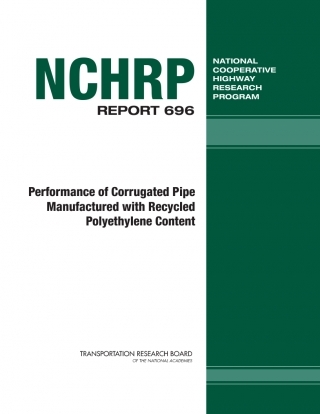 NCHRP
REPORT 696
NATIONAL
COOPERATIVE
HIGHWAY
RESEARCH
PROGRAM
Performance of Corrugated Pipe
Manufactured with Recycled
Polyethylene Content
TRANSPORTATION RESEARCH BOARD
OF THE NATIONAL ACADEMIES